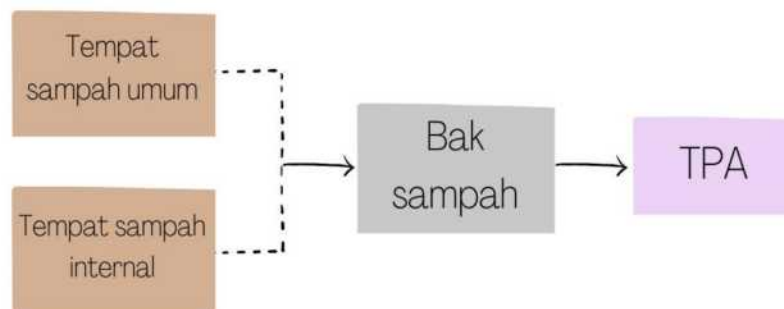 Tempat
sampah umum
Tempat sampah
internal
Bak
sampah
TPA